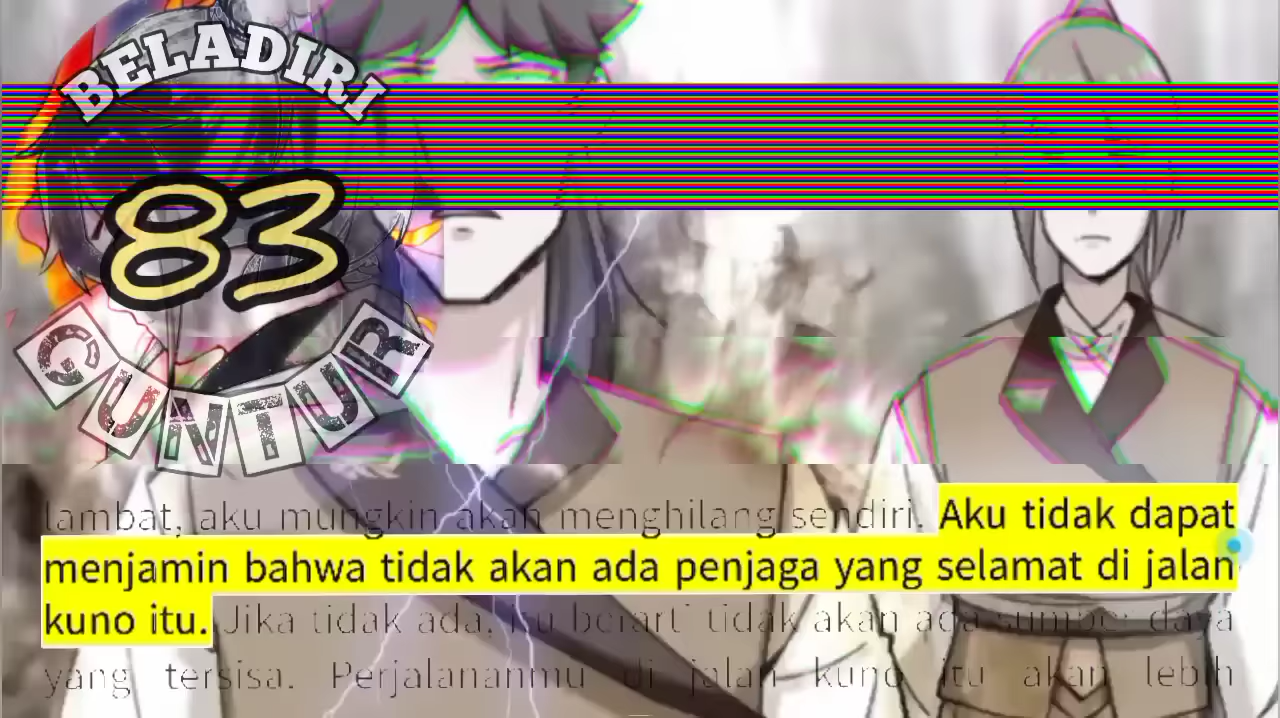 BELADIRI
83
GUNTUR
lambat, aku mungkin akan menghilang sendiri. Aku tidak dapat
menjamin bahwa tidak akan ada penjaga yang selamat di jalan
kuno itu. Jika tidak ada, itu berarti tidak akan ada sumber daya
yang tersisa. Perjalananmu di jalan kuno itu akan lebih